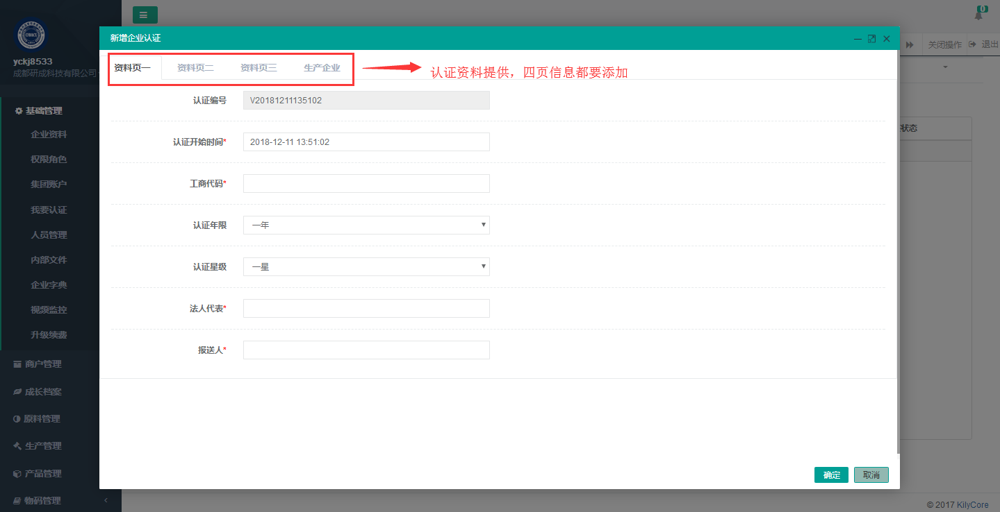 0
新增企业认证
yckj8533
成都研成科技有限公司
关闭操作
退出
资料页一
资料页二
资料页三
生产企业
认证资料提供，四页信息都要添加
认证编号
V20181211135102
认证开始时间*
2018-12-11 13:51:02
工商代码*
认证年限
一年
认证星级
一星
法人代表*
报送人*
确定
取消
状态
基础管理
企业资料
权限角色
集团账户
我要认证
人员管理
内部文件
企业字典
视频监控
升级续费
商户管理
成长档案
原料管理
生产管理
产品管理
物码管理
© 2017 KilyCore